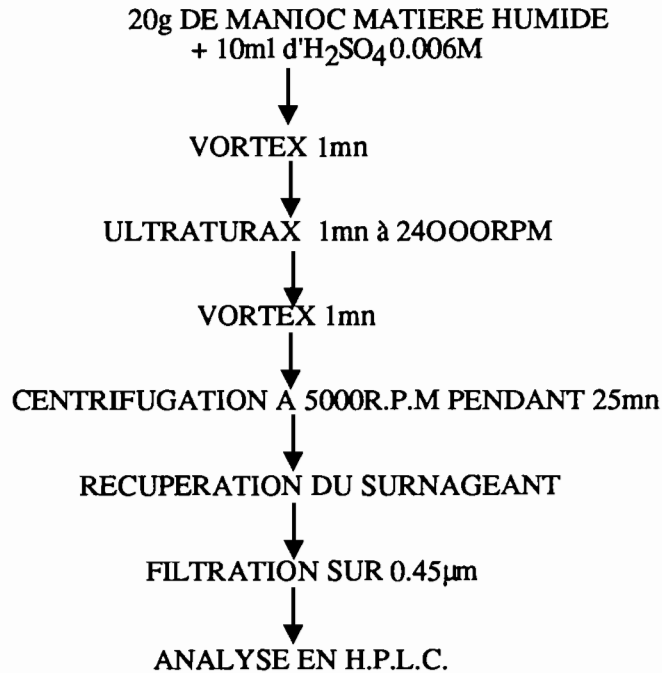 20g DE MANIOC MATIERE HUMIDE
+ 10ml d'H₂SO₄ 0.006M
VORTEX 1mn
ULTRATURAX 1mn à 24OOORPM
VORTEX 1mn
CENTRIFUGATION A 5000R.P.M PENDANT 25mn
RECUPERATION DU SURNAGEANT
FILTRATION SUR 0.45µm
ANALYSE EN H.P.L.C.